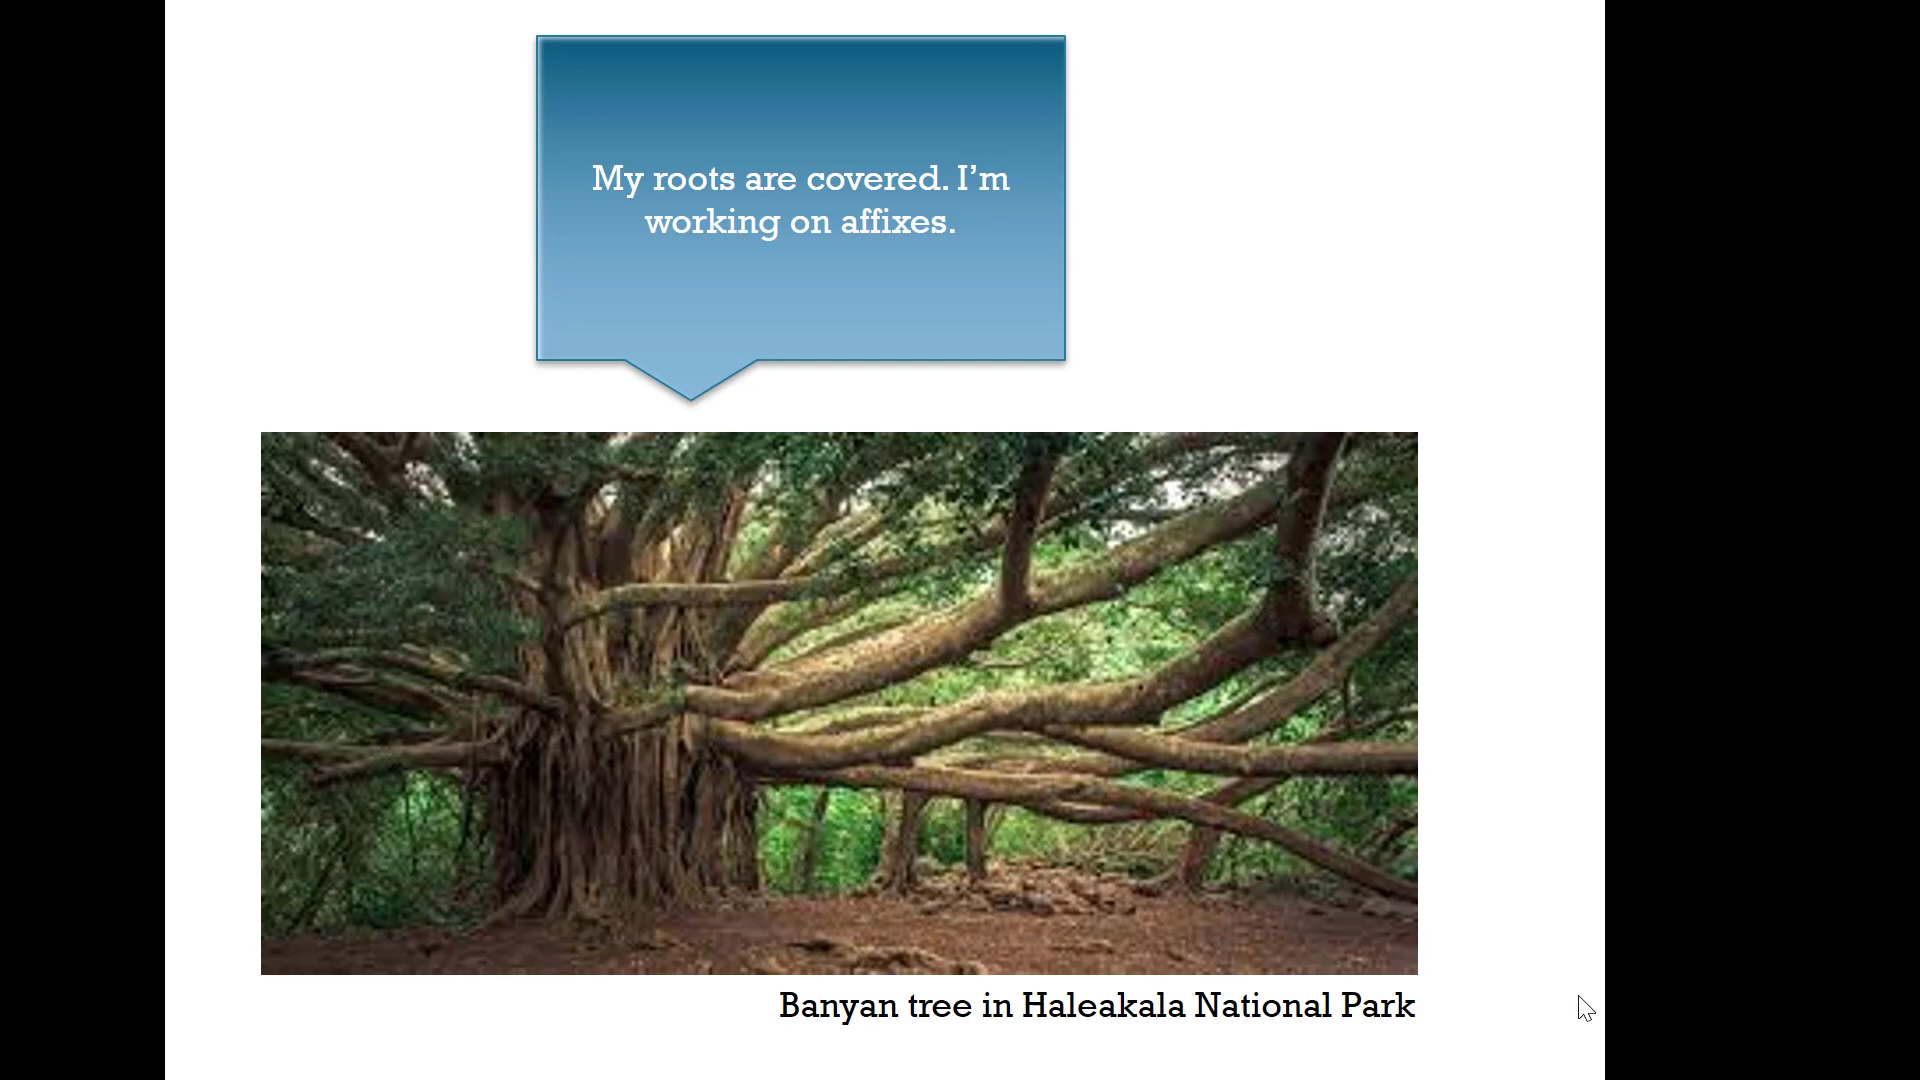 My roots are covered. I’m
working on affixes.
Banyan tree in Haleakala National Park